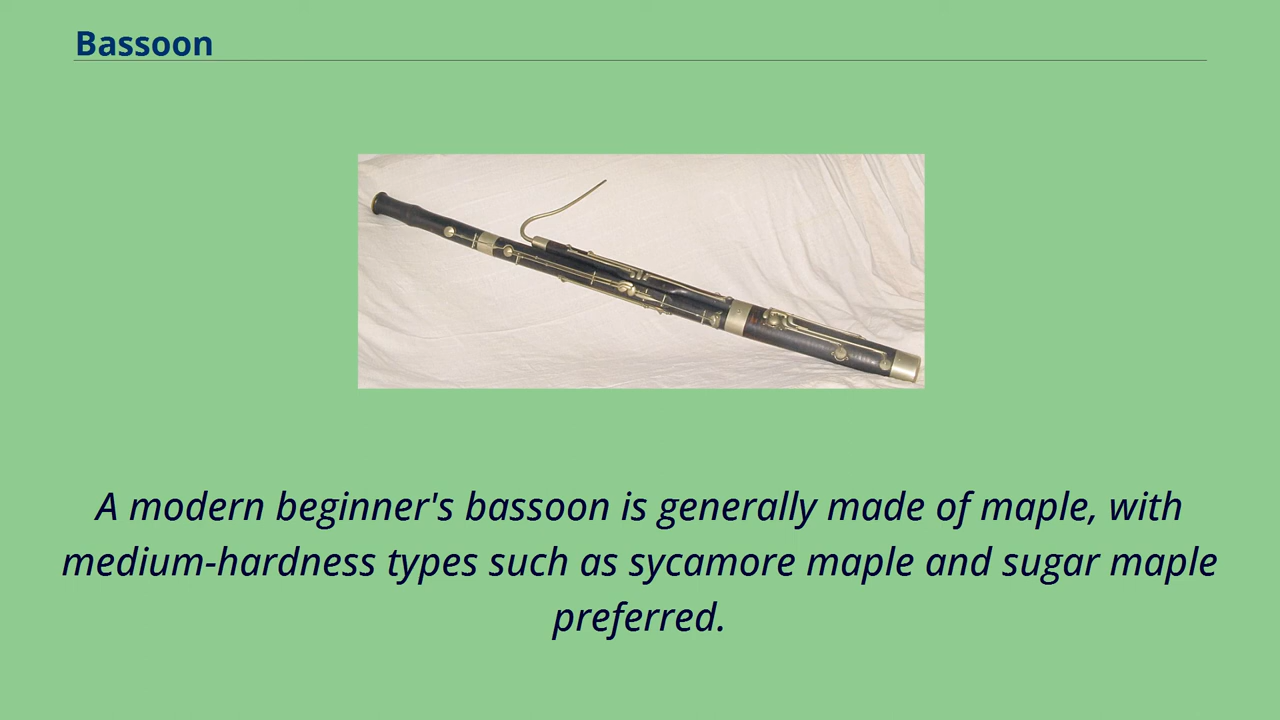 Bassoon
A modern beginner's bassoon is generally made of maple, with
medium-hardness types such as sycamore maple and sugar maple
preferred.